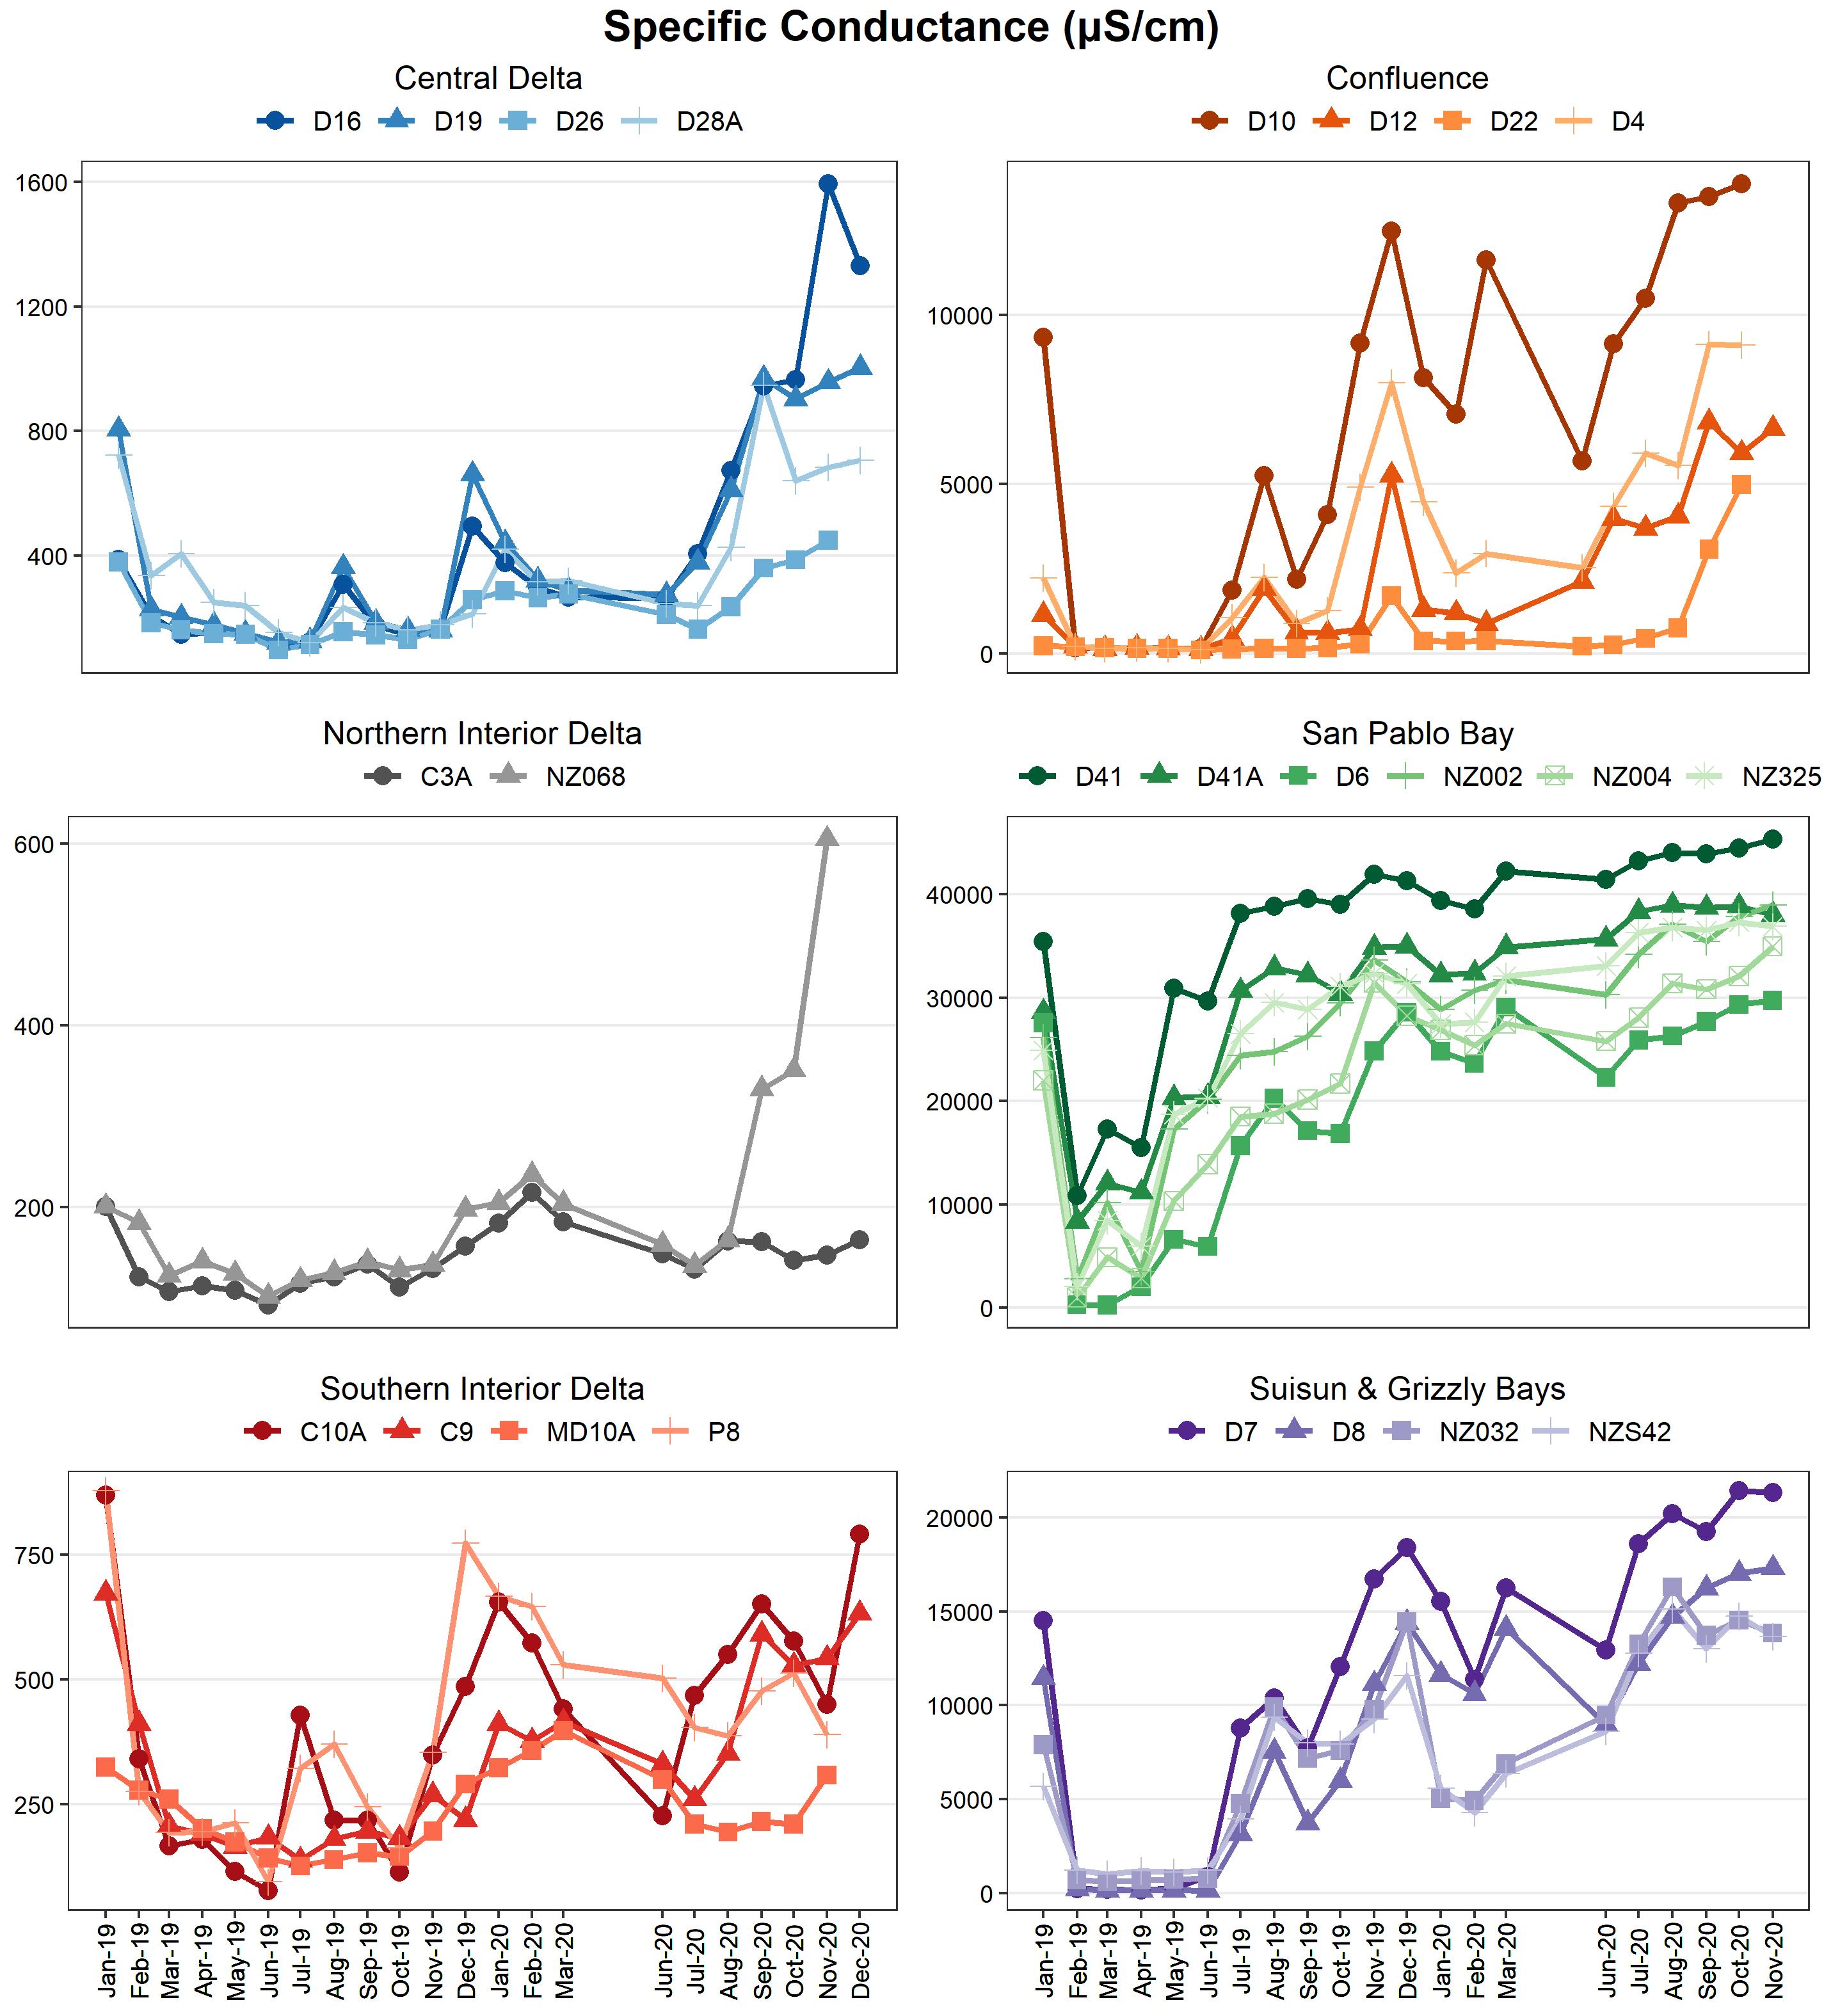 Specific Conductance (µS/cm)
Central Delta
D16 D19 D26 D28A
1600
1200
800
400
Confluence
D10 D12 D22 D4
10000
5000
0
Northern Interior Delta
C3A NZ068
600
400
200
San Pablo Bay
D41 D41A D6 NZ002 NZ004 NZ325
40000
30000
20000
10000
0
Southern Interior Delta
C10A C9 MD10A P8
750
500
250
Jan-19
Feb-19
Mar-19
Apr-19
May-19
Jun-19
Jul-19
Aug-19
Sep-19
Oct-19
Nov-19
Dec-19
Jan-20
Feb-20
Mar-20
Jun-20
Jul-20
Aug-20
Sep-20
Oct-20
Nov-20
Dec-20
Suisun & Grizzly Bays
D7 D8 NZ032 NZS42
20000
15000
10000
5000
0
Jan-19
Feb-19
Mar-19
Apr-19
May-19
Jun-19
Jul-19
Aug-19
Sep-19
Oct-19
Nov-19
Dec-19
Jan-20
Feb-20
Mar-20
Jun-20
Jul-20
Aug-20
Sep-20
Oct-20
Nov-20